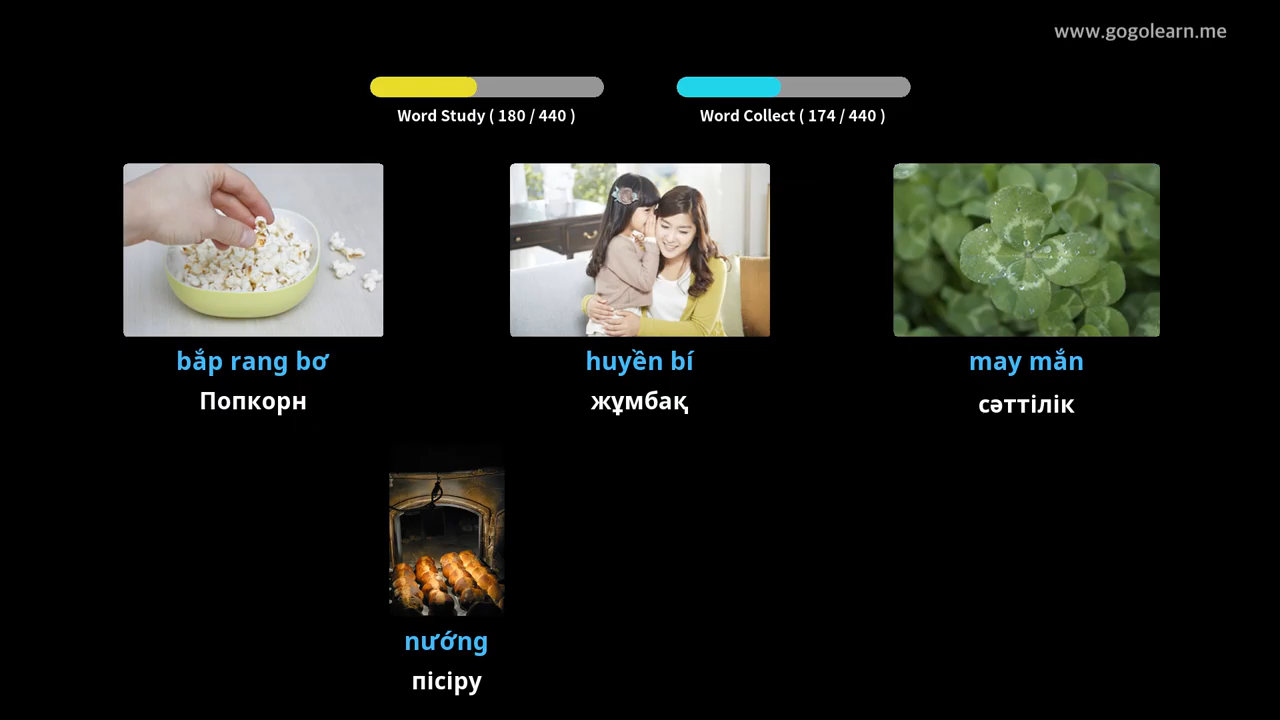 www.gogolearn.me
Word Study ( 180 / 440 )
Word Collect ( 174 / 440 )
bắp rang bơ
Попкорн
huyền bí
жұмбақ
may mắn
сәттілік
nướng
пісіру